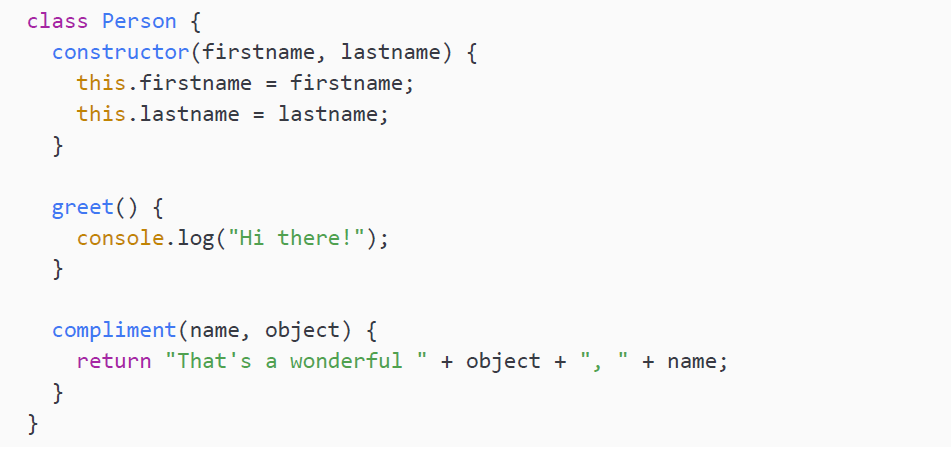 class Person {
  constructor(firstname, lastname) {
    this.firstname = firstname;
    this.lastname = lastname;
  }

  greet() {
    console.log("Hi there!");
  }

  compliment(name, object) {
    return "That's a wonderful " + object + ", " + name;
  }
}